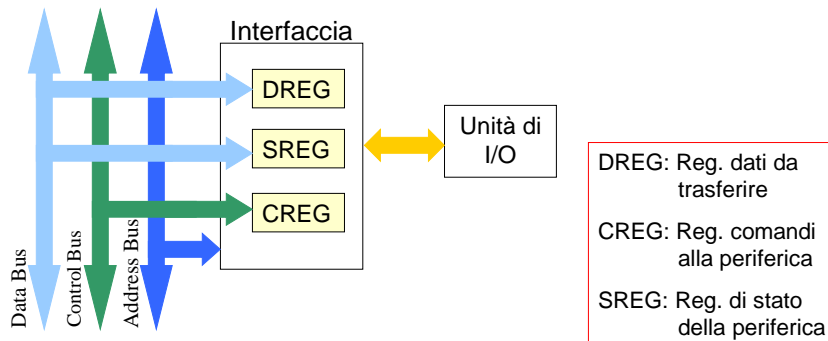 Interfaccia
DREG
SREG
CREG
Unità di
I/O
Data Bus
Control Bus
Address Bus
DREG: Reg. dati da
trasferire
CREG: Reg. comandi
alla periferica
SREG: Reg. di stato
della periferica